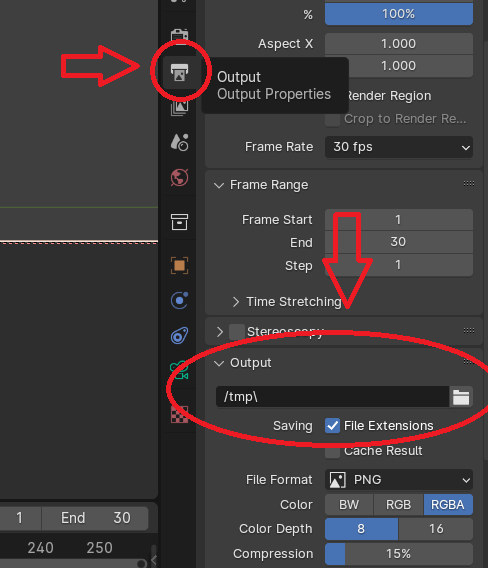 % 100%
Aspect X 1.000
1.000
Output
Output Properties
Render Region
Crop to Render Re...
Frame Rate 30 fps
Frame Range
Frame Start 1
End 30
Step 1
Time Stretching
Stereoscopy
Output
/tmp\
Saving File Extensions
Cache Result
File Format PNG
Color BW RGB RGBA
1 End 30
Color Depth 8 16
240 250
Compression 15%